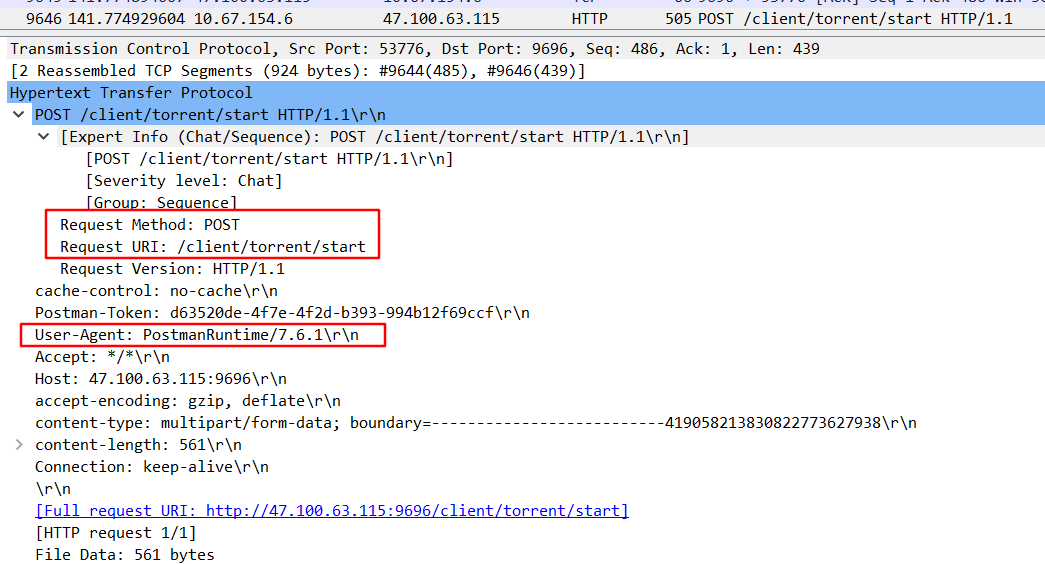 9646 141.774929604 10.67.154.6 47.100.63.115 HTTP 505 POST /client/torrent/start HTTP/1.1
Transmission Control Protocol, Src Port: 53776, Dst Port: 9696, Seq: 486, Ack: 1, Len: 439
[2 Reassembled TCP Segments (924 bytes): #9644(485), #9646(439)]
Hypertext Transfer Protocol
POST /client/torrent/start HTTP/1.1\r\n
[Expert Info (Chat/Sequence): POST /client/torrent/start HTTP/1.1\r\n]
[POST /client/torrent/start HTTP/1.1\r\n]
[Severity level: Chat]
[Group: Sequence]
Request Method: POST
Request URI: /client/torrent/start
Request Version: HTTP/1.1
cache-control: no-cache\r\n
Postman-Token: d63520de-4f7e-4f2d-b393-994b12f69ccf\r\n
User-Agent: PostmanRuntime/7.6.1\r\n
Accept: */*\r\n
Host: 47.100.63.115:9696\r\n
accept-encoding: gzip, deflate\r\n
content-type: multipart/form-data; boundary=--------------------------419058213830822773627938\r\n
content-length: 561\r\n
Connection: keep-alive\r\n
\r\n
[Full request URI: http://47.100.63.115:9696/client/torrent/start]
[HTTP request 1/1]
File Data: 561 bytes